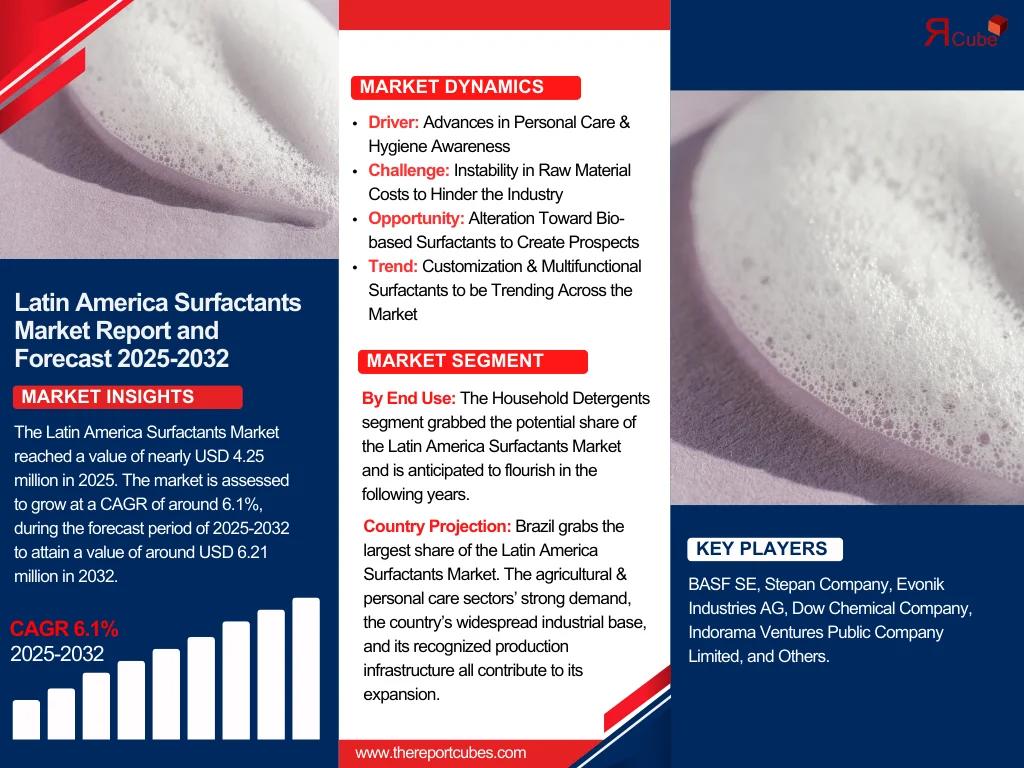 Latin America Surfactants
Market Report and
Forecast 2025-2032
MARKET INSIGHTS
The Latin America Surfactants Market
reached a value of nearly USD 4.25
million in 2025. The market is assessed
to grow at a CAGR of around 6.1%,
during the forecast period of 2025-2032
to attain a value of around USD 6.21
million in 2032.
CAGR 6.1%
2025-2032
MARKET DYNAMICS
• Driver: Advances in Personal Care &
Hygiene Awareness
• Challenge: Instability in Raw Material
Costs to Hinder the Industry
• Opportunity: Alteration Toward Bio-
based Surfactants to Create Prospects
• Trend: Customization & Multifunctional
Surfactants to be Trending Across the
Market
MARKET SEGMENT
By End Use: The Household Detergents
segment grabbed the potential share of
the Latin America Surfactants Market
and is anticipated to flourish in the
following years.
Country Projection: Brazil grabs the
largest share of the Latin America
Surfactants Market. The agricultural &
personal care sectors’ strong demand,
the country’s widespread industrial base,
and its recognized production
infrastructure all contribute to its
expansion.
www.thereportcubes.com
ЯCube
KEY PLAYERS
BASF SE, Stepan Company, Evonik
Industries AG, Dow Chemical Company,
Indorama Ventures Public Company
Limited, and Others.